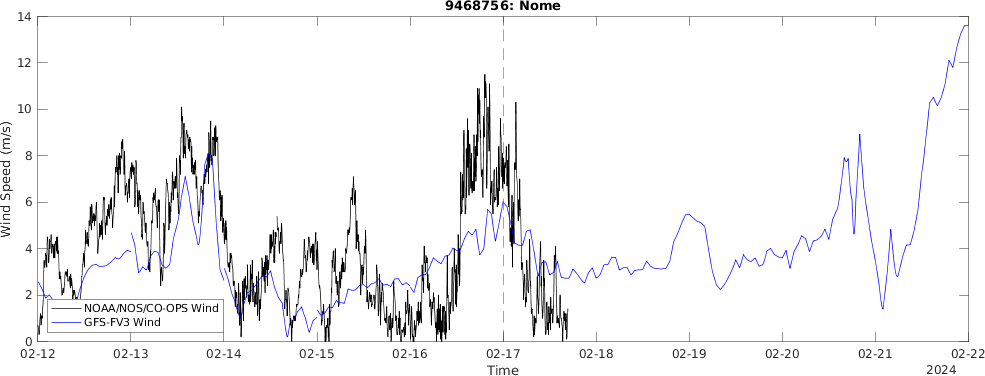 9468756: Nome
14
12
10
8
6
4
2
0
Wind Speed (m/s)
NOAA/NOS/CO-OPS Wind
GFS-FV3 Wind
02-12 02-13 02-14 02-15 02-16 02-17 02-18 02-19 02-20 02-21 02-22
Time
2024